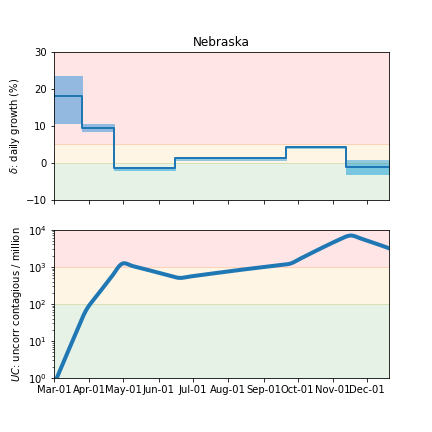 Nebraska
30
20
10
0
−10
δ: daily growth (%)
10⁴
10³
10²
10¹
10⁰
UC: uncorr contagious / million
Mar-01 Apr-01 May-01 Jun-01 Jul-01 Aug-01 Sep-01 Oct-01 Nov-01 Dec-01